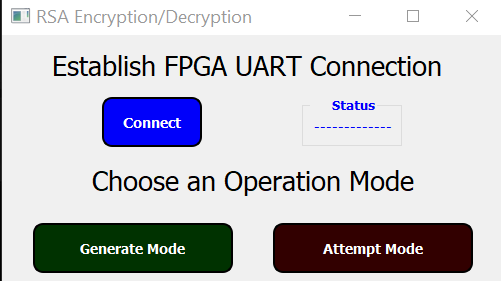 RSA Encryption/Decryption
Establish FPGA UART Connection
Status
Connect
-------------
Choose an Operation Mode
Generate Mode
Attempt Mode